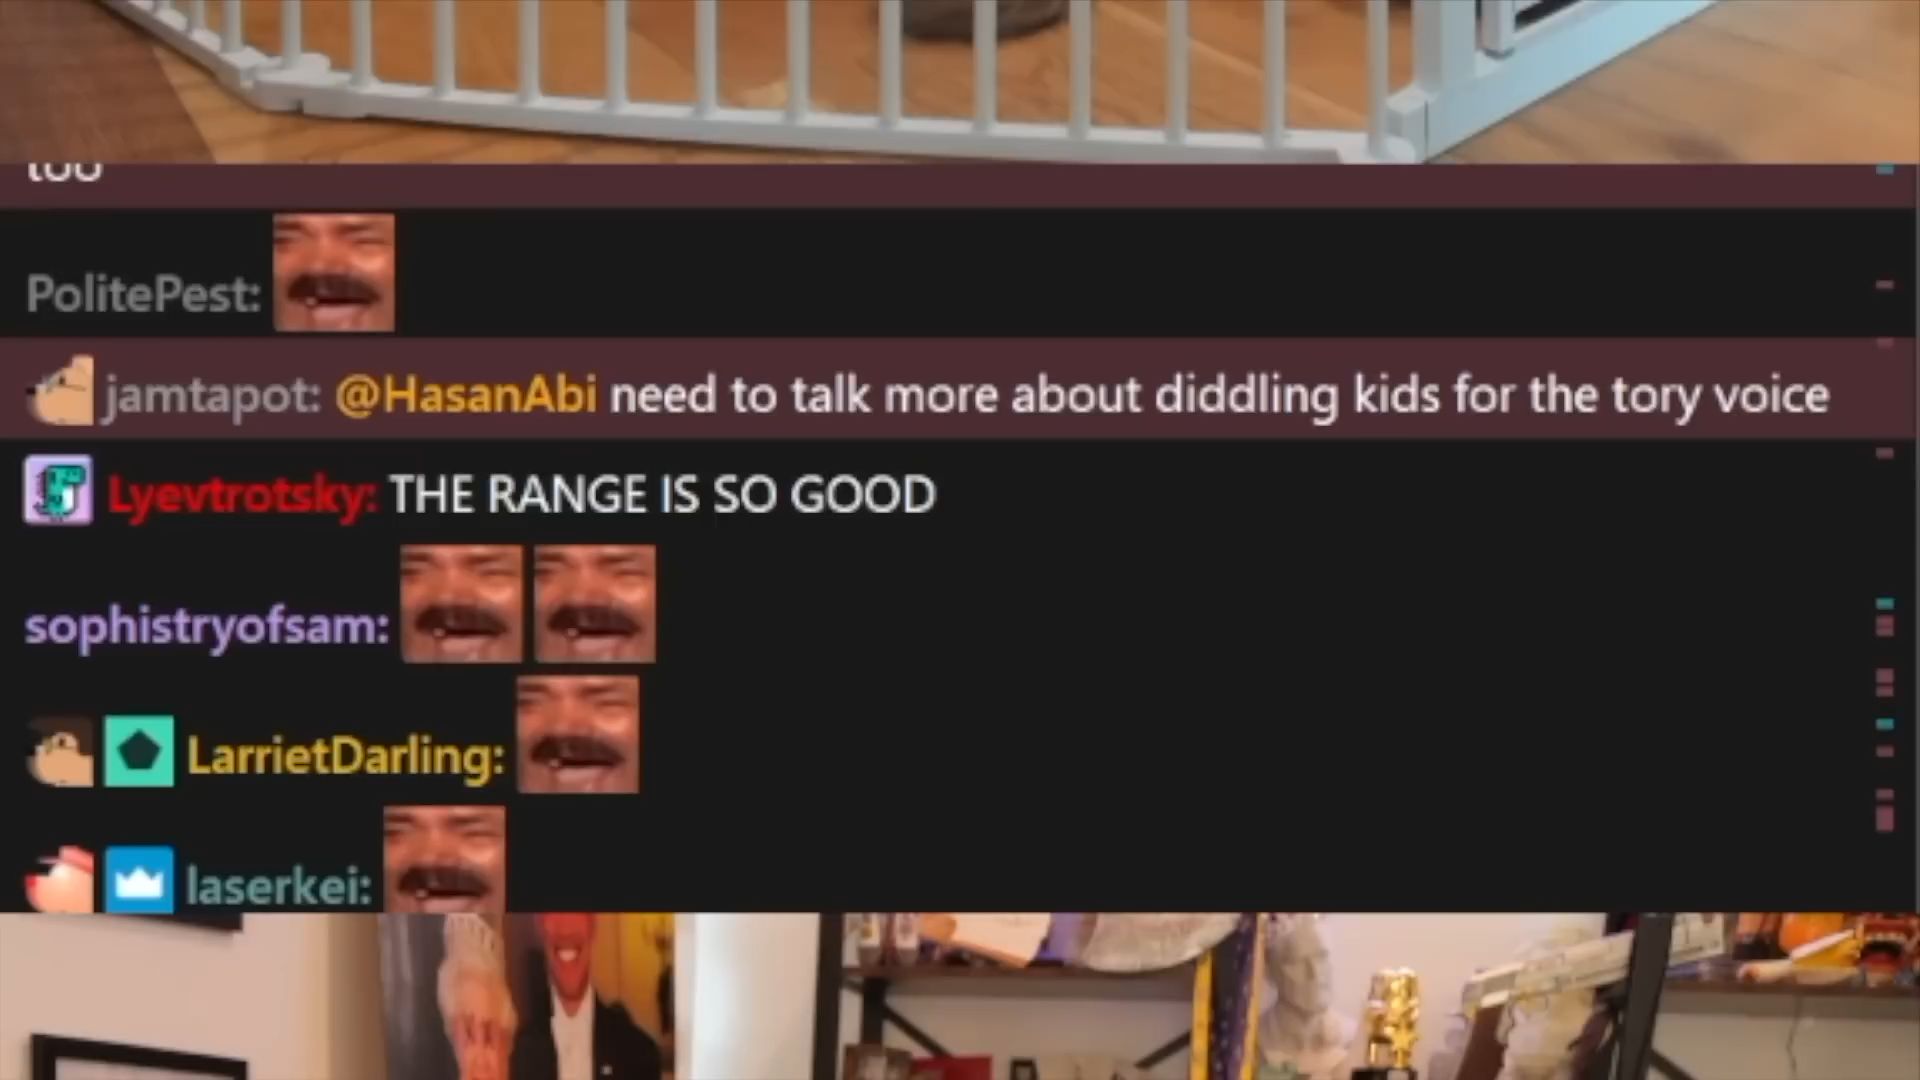 too
PolitePest:
jamtapot: @HasanAbi need to talk more about diddling kids for the tory voice
Lyevtrotsky: THE RANGE IS SO GOOD
sophistryofsam:
LarrietDarling:
laserkei: